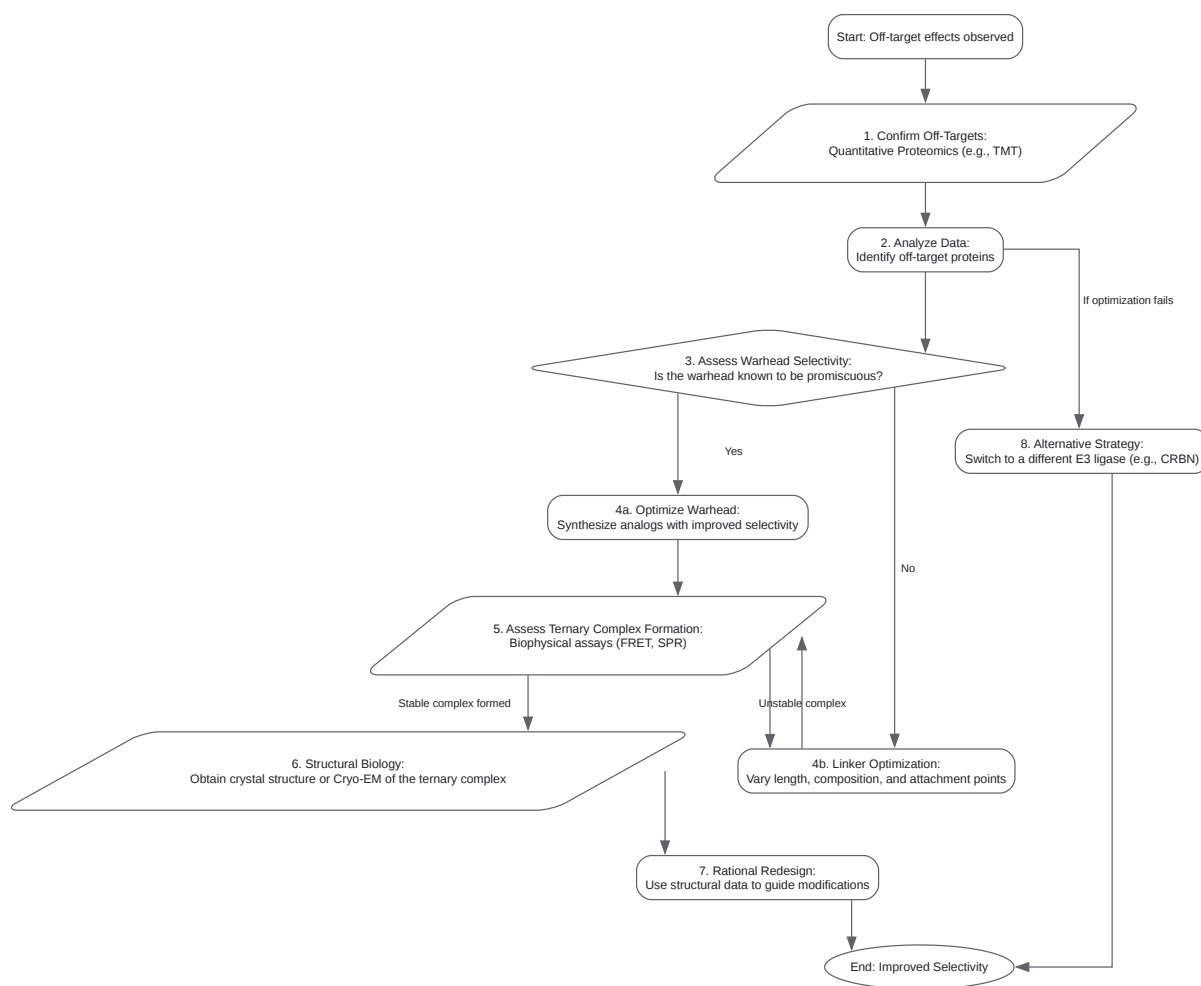 Start: Off-target effects observed
1. Confirm Off-Targets:
Quantitative Proteomics (e.g., TMT)
2. Analyze Data:
Identify off-target proteins
If optimization fails
3. Assess Warhead Selectivity:
Is the warhead known to be promiscuous?
Yes
8. Alternative Strategy:
Switch to a different E3 ligase (e.g., CRBN)
4a. Optimize Warhead:
Synthesize analogs with improved selectivity
No
5. Assess Ternary Complex Formation:
Biophysical assays (FRET, SPR)
Stable complex formed
Unstable complex
6. Structural Biology:
Obtain crystal structure or Cryo-EM of the ternary complex
4b. Linker Optimization:
Vary length, composition, and attachment points
7. Rational Redesign:
Use structural data to guide modifications
End: Improved Selectivity